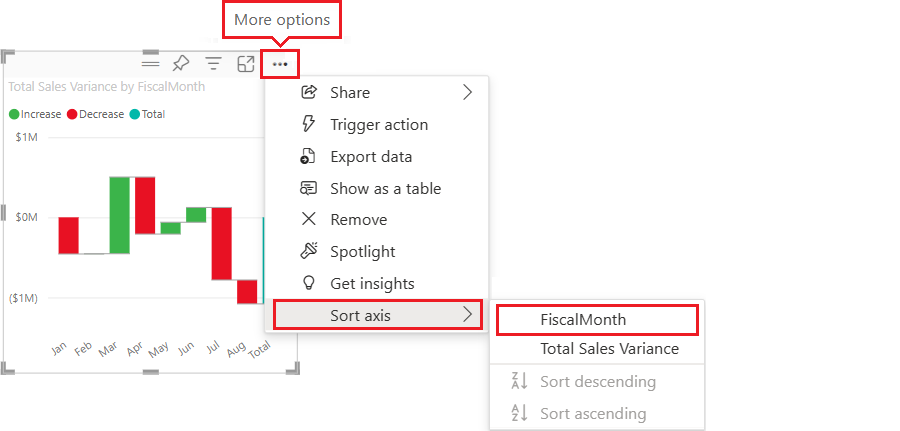 More options
Total Sales Variance by FiscalMonth
Increase Decrease Total
$1M
$0M
($1M)
Jan Feb Mar Apr May Jun Jul Aug Total
Share
Trigger action
Export data
Show as a table
Remove
Spotlight
Get insights
Sort axis
FiscalMonth
Total Sales Variance
Sort descending
Sort ascending